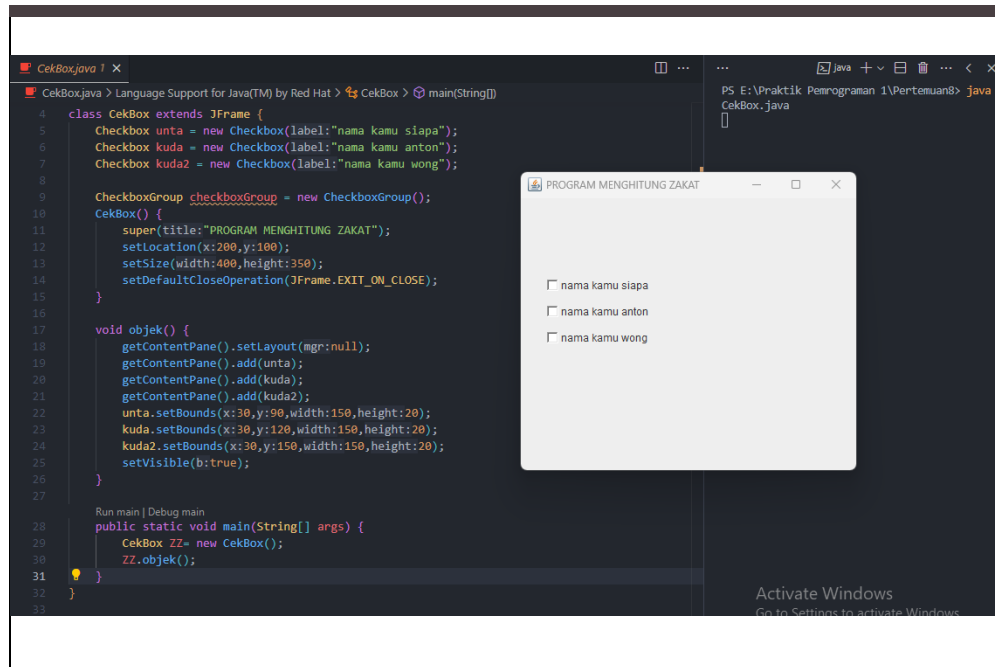 CekBox.java 1
CekBox.java > Language Support for Java(TM) by Red Hat > CekBox > main(String[])
4 class CekBox extends JFrame {
5 Checkbox unta = new Checkbox(label:"nama kamu siapa");
6 Checkbox kuda = new Checkbox(label:"nama kamu anton");
7 Checkbox kuda2 = new Checkbox(label:"nama kamu wong");
8
9 CheckboxGroup checkboxGroup = new CheckboxGroup();
10 CekBox() {
11 super(title:"PROGRAM MENGHITUNG ZAKAT");
12 setLocation(x:200,y:100);
13 setSize(width:400,height:350);
14 setDefaultCloseOperation(JFrame.EXIT_ON_CLOSE);
15 }
16
17 void objek() {
18 getContentPane().setLayout(mgr:null);
19 getContentPane().add(unta);
20 getContentPane().add(kuda);
21 getContentPane().add(kuda2);
22 unta.setBounds(x:30,y:90,width:150,height:20);
23 kuda.setBounds(x:30,y:120,width:150,height:20);
24 kuda2.setBounds(x:30,y:150,width:150,height:20);
25 setVisible(b:true);
26 }
27
Run main | Debug main
28 public static void main(String[] args) {
29 CekBox ZZ= new CekBox();
30 ZZ.objek();
31 }
32 }
33
java
PS E:\Praktik Pemrograman 1\Pertemuan8> java
CekBox.java
PROGRAM MENGHITUNG ZAKAT
nama kamu siapa
nama kamu anton
nama kamu wong
Activate Windows
Go to Settings to activate Windows.